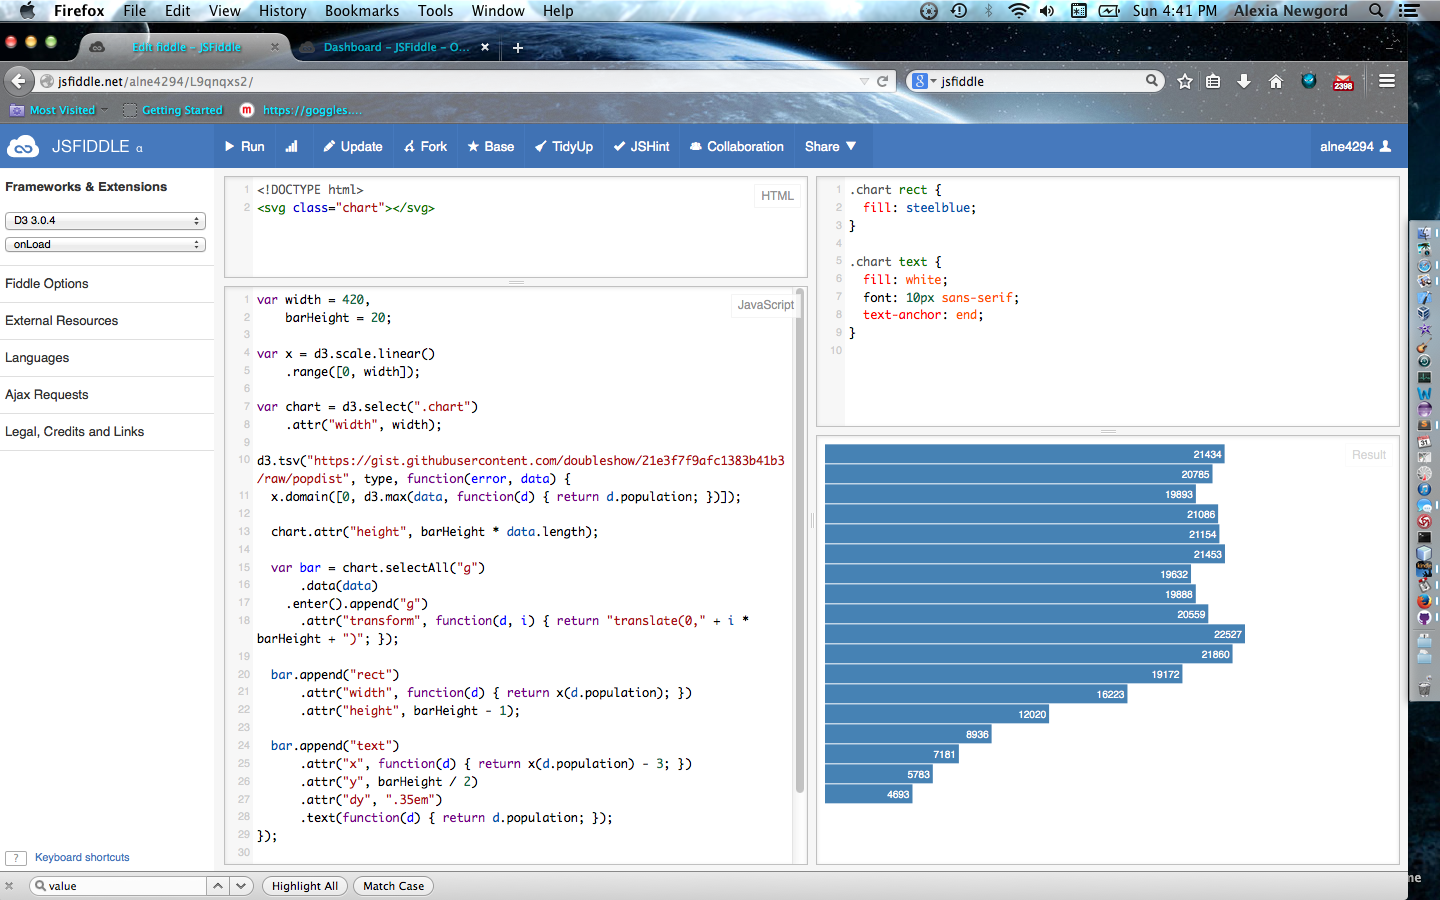 Firefox File Edit View History Bookmarks Tools Window Help Sun 4:41 PM Alexia Newgord
Edit fiddle - JSFiddle Dashboard - JSFiddle - O...
jsfiddle.net/alne4294/L9qnqxs2/ jsfiddle 2398
Most Visited Getting Started m https://goggles....
JSFIDDLE α Run Update Fork Base TidyUp JSHint Collaboration Share alne4294
Frameworks & Extensions
D3 3.0.4
onLoad
Fiddle Options
External Resources
Languages
Ajax Requests
Legal, Credits and Links
? Keyboard shortcuts
HTML
1 <!DOCTYPE html>
2 <svg class="chart"></svg>
JavaScript
1 var width = 420,
2 barHeight = 20;
3
4 var x = d3.scale.linear()
5 .range([0, width]);
6
7 var chart = d3.select(".chart")
8 .attr("width", width);
9
10 d3.tsv("https://gist.githubusercontent.com/doubleshow/21e3f7f9afc1383b41b3
/raw/popdist", type, function(error, data) {
11 x.domain([0, d3.max(data, function(d) { return d.population; })]);
12
13 chart.attr("height", barHeight * data.length);
14
15 var bar = chart.selectAll("g")
16 .data(data)
17 .enter().append("g")
18 .attr("transform", function(d, i) { return "translate(0," + i *
barHeight + ")"; });
19
20 bar.append("rect")
21 .attr("width", function(d) { return x(d.population); })
22 .attr("height", barHeight - 1);
23
24 bar.append("text")
25 .attr("x", function(d) { return x(d.population) - 3; })
26 .attr("y", barHeight / 2)
27 .attr("dy", ".35em")
28 .text(function(d) { return d.population; });
29 });
30
1 .chart rect {
2 fill: steelblue;
3 }
4
5 .chart text {
6 fill: white;
7 font: 10px sans-serif;
8 text-anchor: end;
9 }
10
Result
21434
20785
19893
21086
21154
21453
19632
19888
20559
22527
21860
19172
16223
12020
8936
7181
5783
4693
value Highlight All Match Case